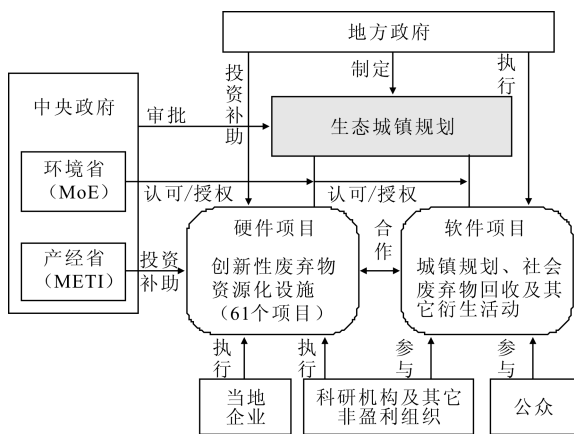 地方政府
投资补助
制定
执行
中央政府
审批
生态城镇规划
环境省
（MoE）
认可/授权
认可/授权
硬件项目
创新性废弃物
资源化设施
（61个项目）
合作
软件项目
城镇规划、社会
废弃物回收及其
它衍生活动
产经省
（METI）
投资
补助
执行
执行
参与
参与
当地
企业
科研机构及其它
非盈利组织
公众